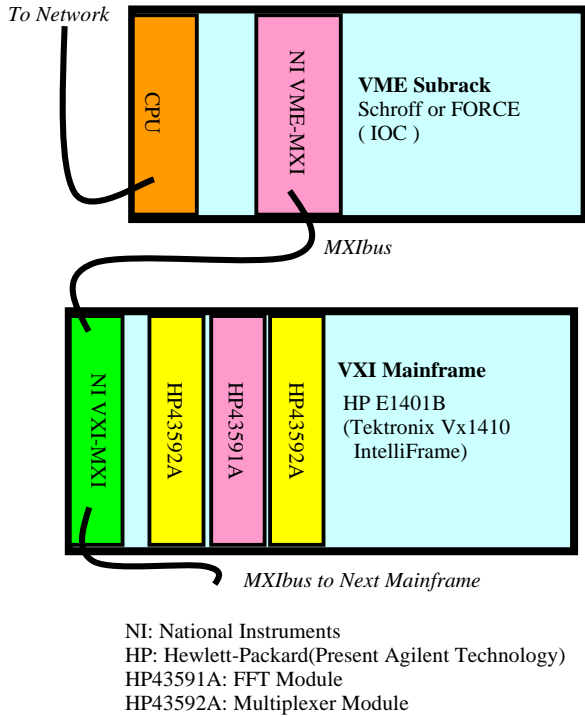 To Network
CPU
NI VME-MXI
VME Subrack
Schroff or FORCE
( IOC )
MXIbus
NI VXI-MXI
HP43592A
HP43591A
HP43592A
VXI Mainframe
HP E1401B
(Tektronix Vx1410
IntelliFrame)
MXIbus to Next Mainframe
NI: National Instruments
HP: Hewlett-Packard(Present Agilent Technology)
HP43591A: FFT Module
HP43592A: Multiplexer Module